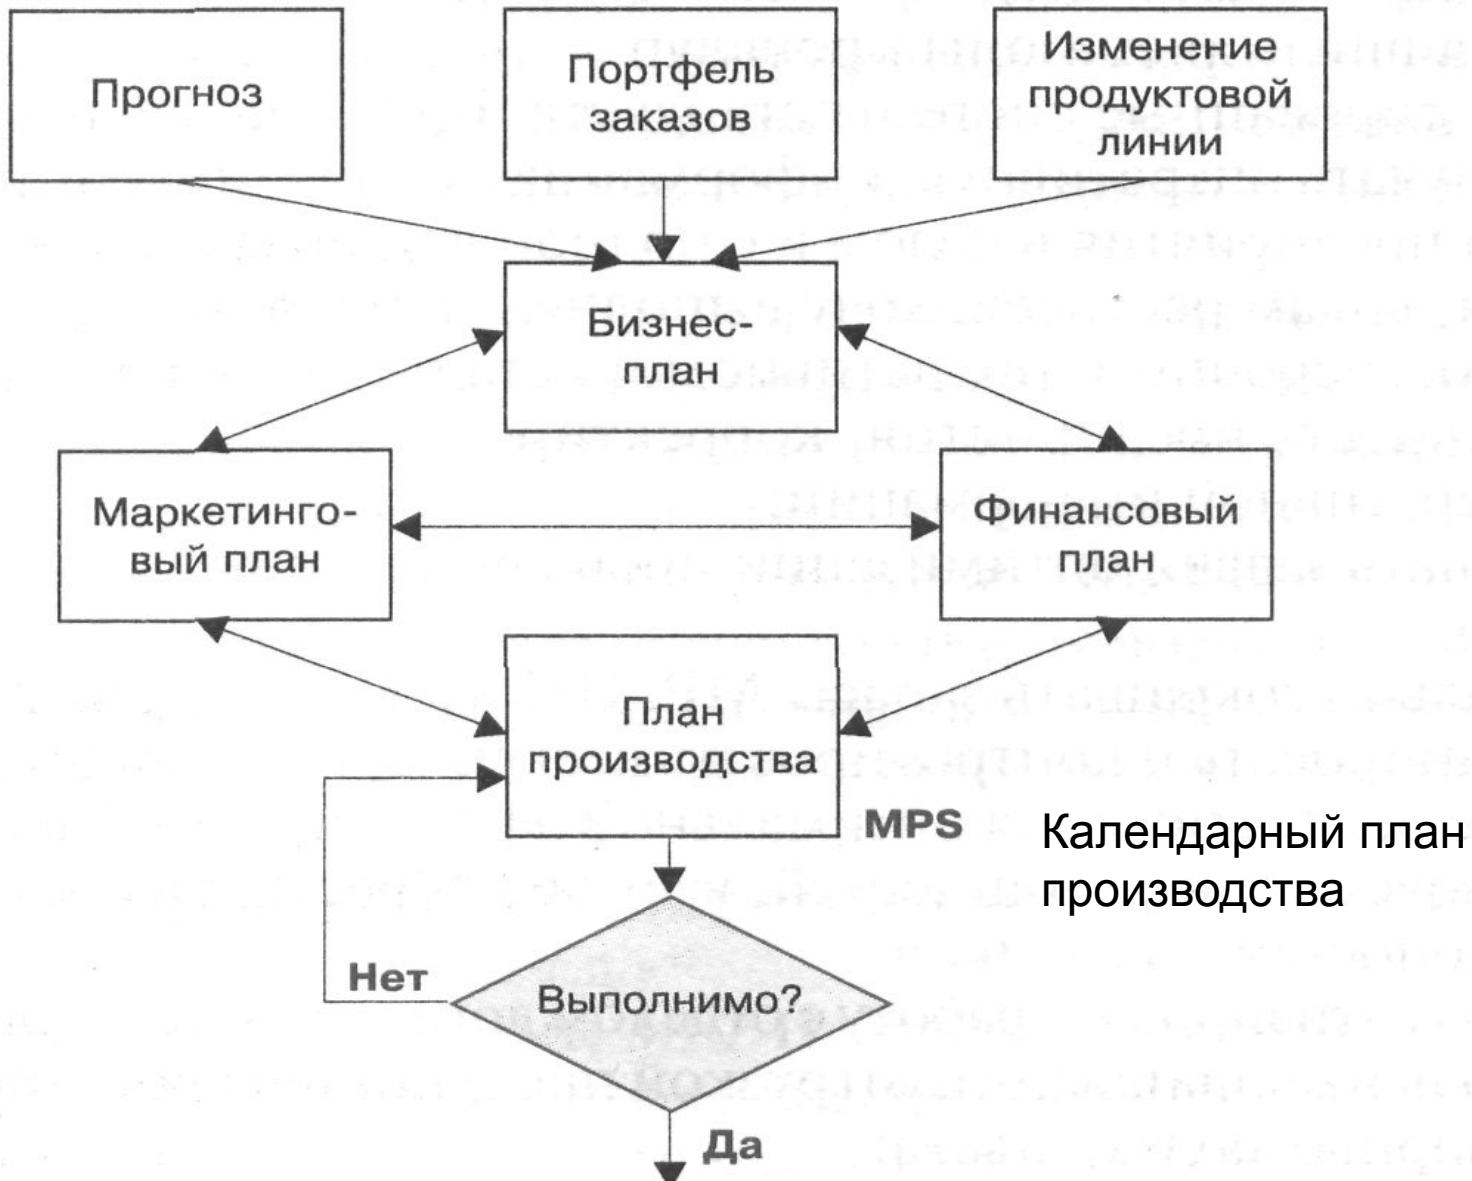 Прогноз
Портфель
заказов
Изменение
продуктовой
линии
Бизнес-
план
Маркетинго-
вый план
Финансовый
план
План
производства
MPS
Календарный план
производства
Нет
Выполнимо?
Да